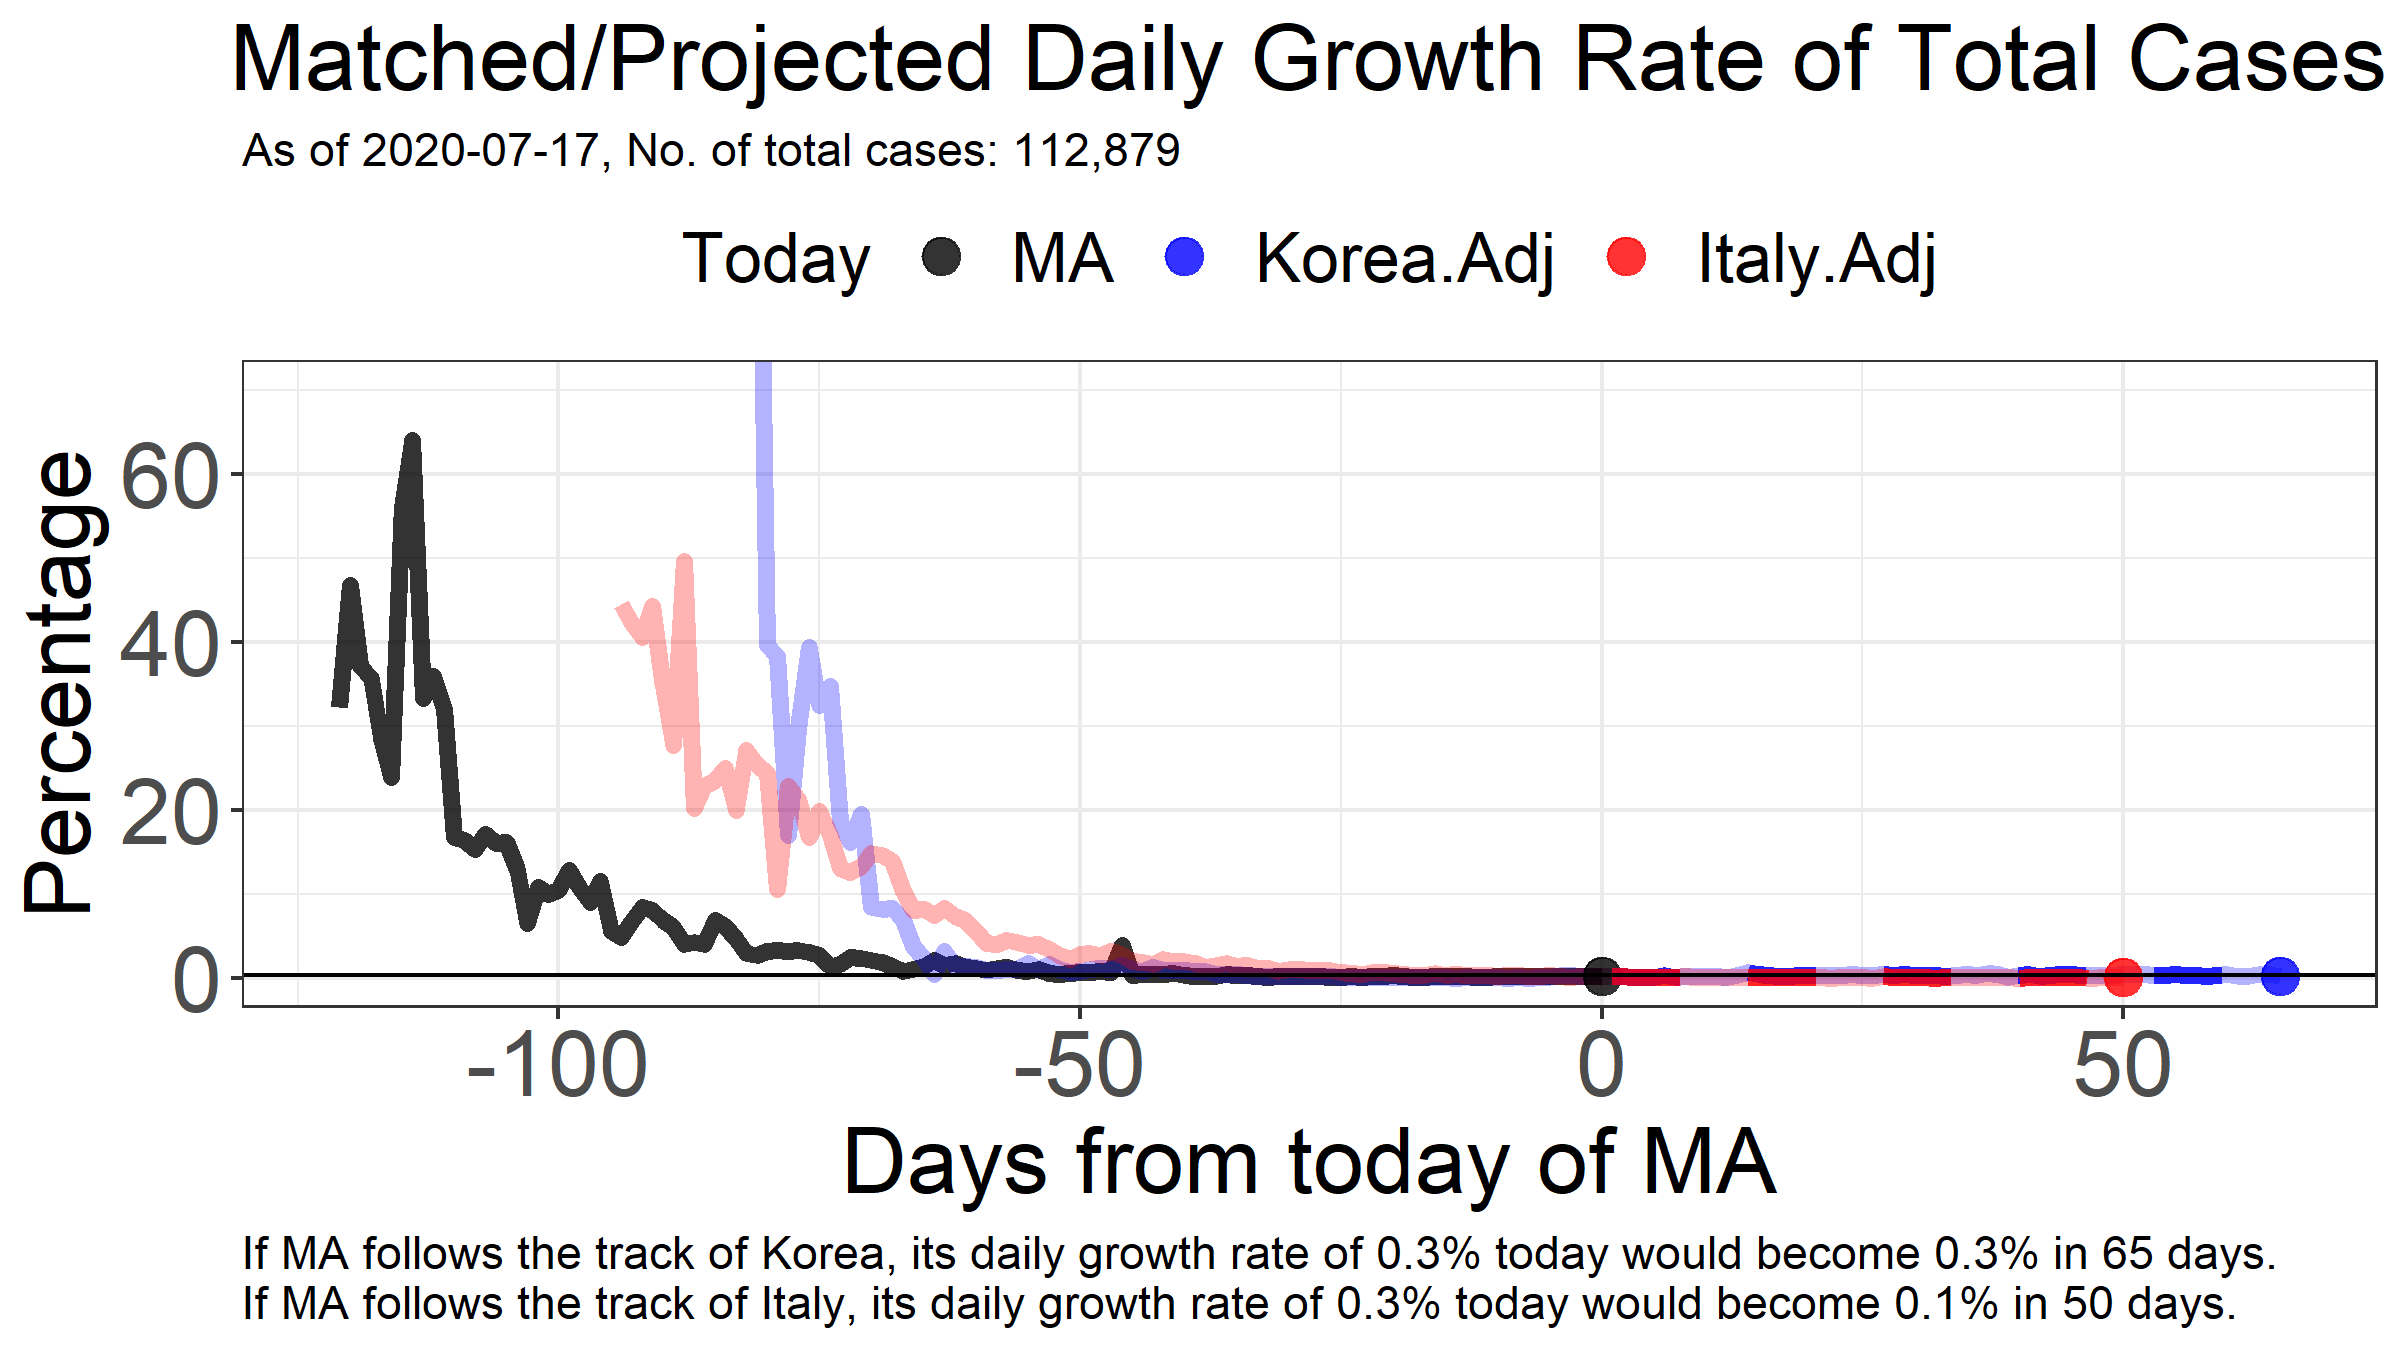 Matched/Projected Daily Growth Rate of Total Cases
As of 2020-07-17, No. of total cases: 112,879
Today MA Korea.Adj Italy.Adj
Percentage
60
40
20
0
-100 -50 0 50
Days from today of MA
If MA follows the track of Korea, its daily growth rate of 0.3% today would become 0.3% in 65 days.
If MA follows the track of Italy, its daily growth rate of 0.3% today would become 0.1% in 50 days.